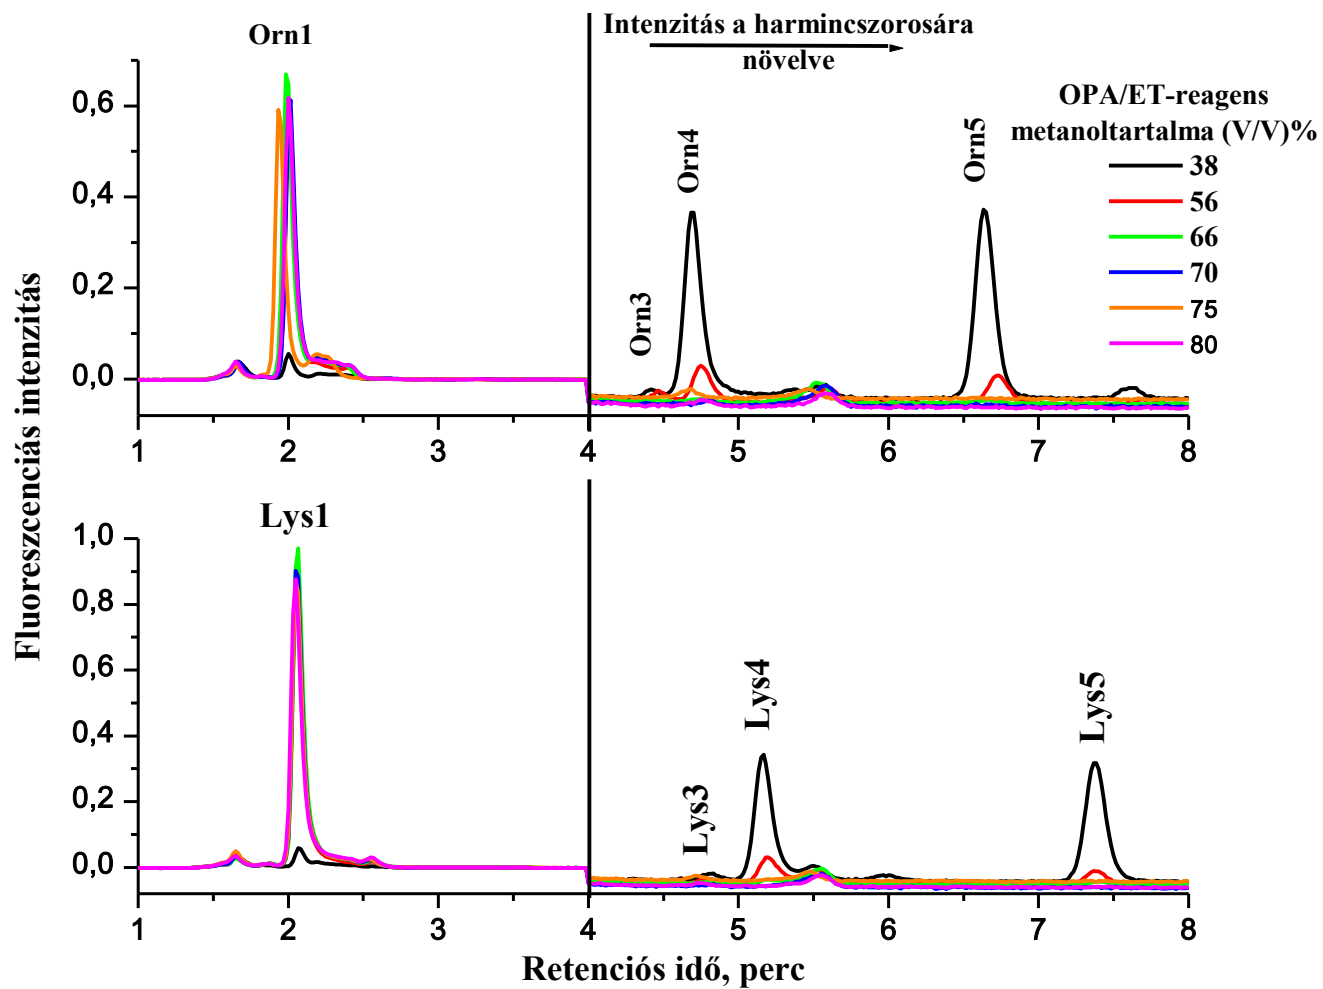 Orn1
Intenzitás a harmincszorosára
növelve
OPA/ET-reagens
metanoltartalma (V/V)%
38
56
66
70
75
80
Orn3
Orn4
Orn5
0,6
0,4
0,2
0,0
1 2 3 4 5 6 7 8
Fluoreszcenciás intenzitás
Lys1
Lys3
Lys4
Lys5
1,0
0,8
0,6
0,4
0,2
0,0
1 2 3 4 5 6 7 8
Retenciós idő, perc